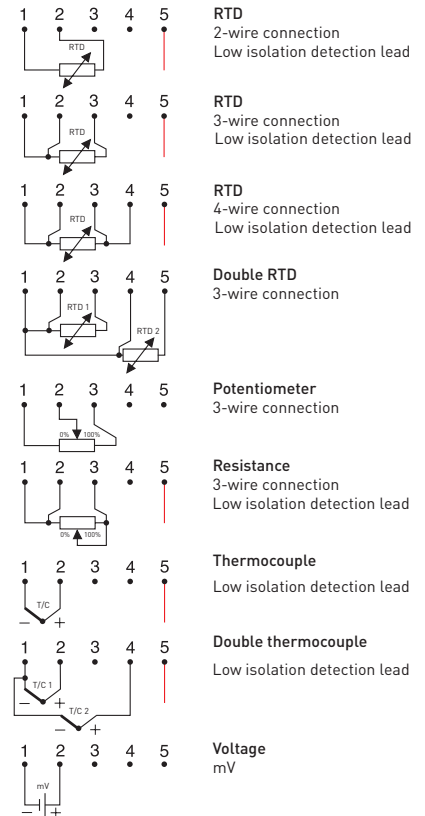 1 2 3 4 5
RTD
RTD
2-wire connection
Low isolation detection lead
1 2 3 4 5
RTD
RTD
3-wire connection
Low isolation detection lead
1 2 3 4 5
RTD
RTD
4-wire connection
Low isolation detection lead
1 2 3 4 5
RTD 1
RTD 2
Double RTD
3-wire connection
1 2 3 4 5
0% 100%
Potentiometer
3-wire connection
1 2 3 4 5
0% 100%
Resistance
3-wire connection
Low isolation detection lead
1 2 3 4 5
T/C
– +
Thermocouple
Low isolation detection lead
1 2 3 4 5
T/C 1
– +
T/C 2
– +
Double thermocouple
Low isolation detection lead
1 2 3 4 5
mV
– +
Voltage
mV